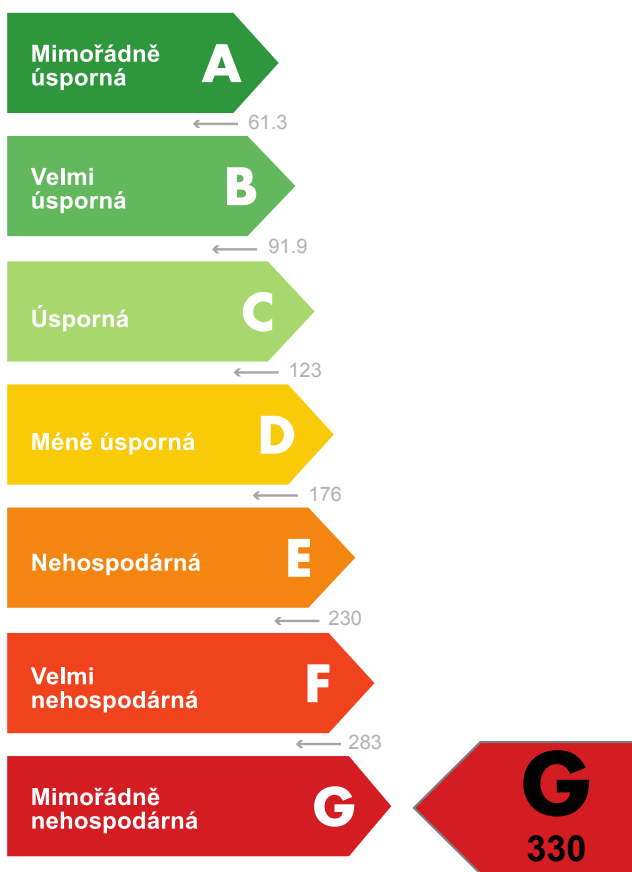 Mimořádně
úsporná
A
61.3
Velmi
úsporná
B
91.9
Úsporná
C
123
Méně úsporná
D
176
Nehospodárná
E
230
Velmi
nehospodárná
F
283
Mimořádně
nehospodárná
G
G
330